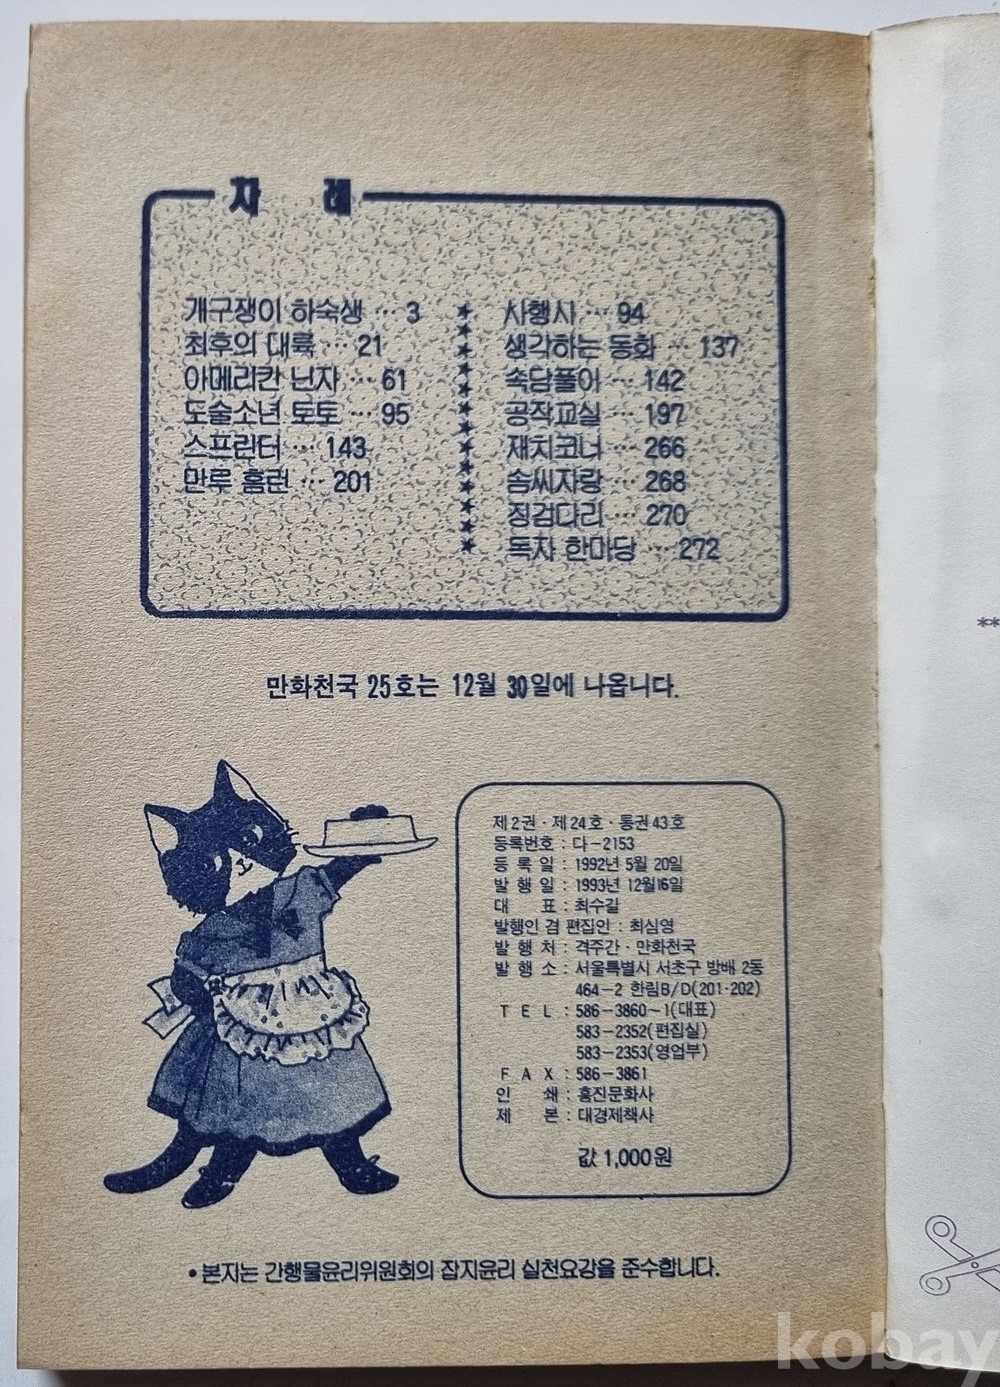 차 례
개구쟁이 하숙생 … 3
최후의 대륙 … 21
아메리칸 닌자 … 61
도술소년 토토 … 95
스프린터 … 143
만루 홈런 … 201
사행시 … 94
생각하는 동화 … 137
속담풀이 … 142
공작교실 … 197
재치코너 … 266
솜씨자랑 … 268
징검다리 … 270
독자 한마당 … 272
만화천국 25호는 12월 30일에 나옵니다.
제2권·제24호·통권43호
등록번호 : 다-2153
등 록 일 : 1992년 5월 20일
발 행 일 : 1993년 12월16일
대 표 : 최수길
발행인 겸 편집인 : 최심영
발 행 처 : 격주간·만화천국
발 행 소 : 서울특별시 서초구 방배 2동
464-2 한림B/D(201·202)
T E L : 586-3860~1(대표)
583-2352(편집실)
583-2353(영업부)
F A X : 586-3861
인 쇄 : 흥진문화사
제 본 : 대경제책사
값 1,000원
• 본지는 간행물윤리위원회의 잡지윤리 실천요강을 준수합니다.
**
kobay